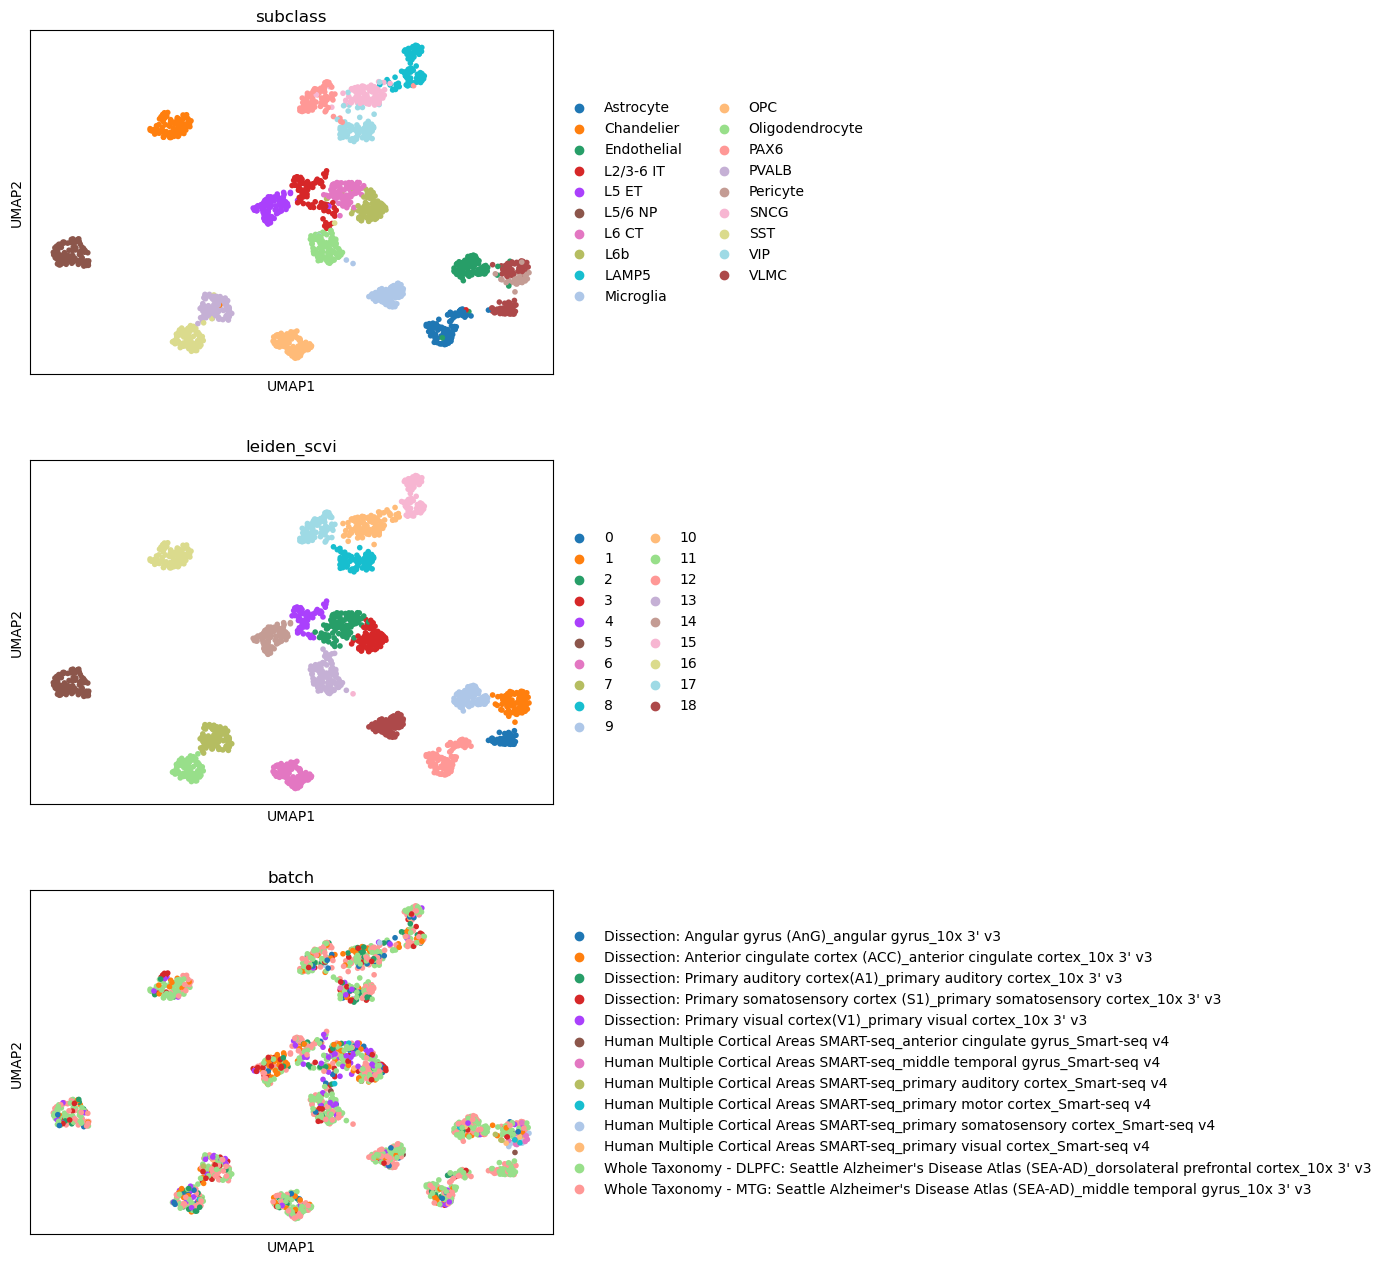 subclass
UMAP2
UMAP1
Astrocyte
Chandelier
Endothelial
L2/3-6 IT
L5 ET
L5/6 NP
L6 CT
L6b
LAMP5
Microglia
OPC
Oligodendrocyte
PAX6
PVALB
Pericyte
SNCG
SST
VIP
VLMC
leiden_scvi
UMAP2
UMAP1
0
1
2
3
4
5
6
7
8
9
10
11
12
13
14
15
16
17
18
batch
UMAP2
UMAP1
Dissection: Angular gyrus (AnG)_angular gyrus_10x 3' v3
Dissection: Anterior cingulate cortex (ACC)_anterior cingulate cortex_10x 3' v3
Dissection: Primary auditory cortex(A1)_primary auditory cortex_10x 3' v3
Dissection: Primary somatosensory cortex (S1)_primary somatosensory cortex_10x 3' v3
Dissection: Primary visual cortex(V1)_primary visual cortex_10x 3' v3
Human Multiple Cortical Areas SMART-seq_anterior cingulate gyrus_Smart-seq v4
Human Multiple Cortical Areas SMART-seq_middle temporal gyrus_Smart-seq v4
Human Multiple Cortical Areas SMART-seq_primary auditory cortex_Smart-seq v4
Human Multiple Cortical Areas SMART-seq_primary motor cortex_Smart-seq v4
Human Multiple Cortical Areas SMART-seq_primary somatosensory cortex_Smart-seq v4
Human Multiple Cortical Areas SMART-seq_primary visual cortex_Smart-seq v4
Whole Taxonomy - DLPFC: Seattle Alzheimer's Disease Atlas (SEA-AD)_dorsolateral prefrontal cortex_10x 3' v3
Whole Taxonomy - MTG: Seattle Alzheimer's Disease Atlas (SEA-AD)_middle temporal gyrus_10x 3' v3